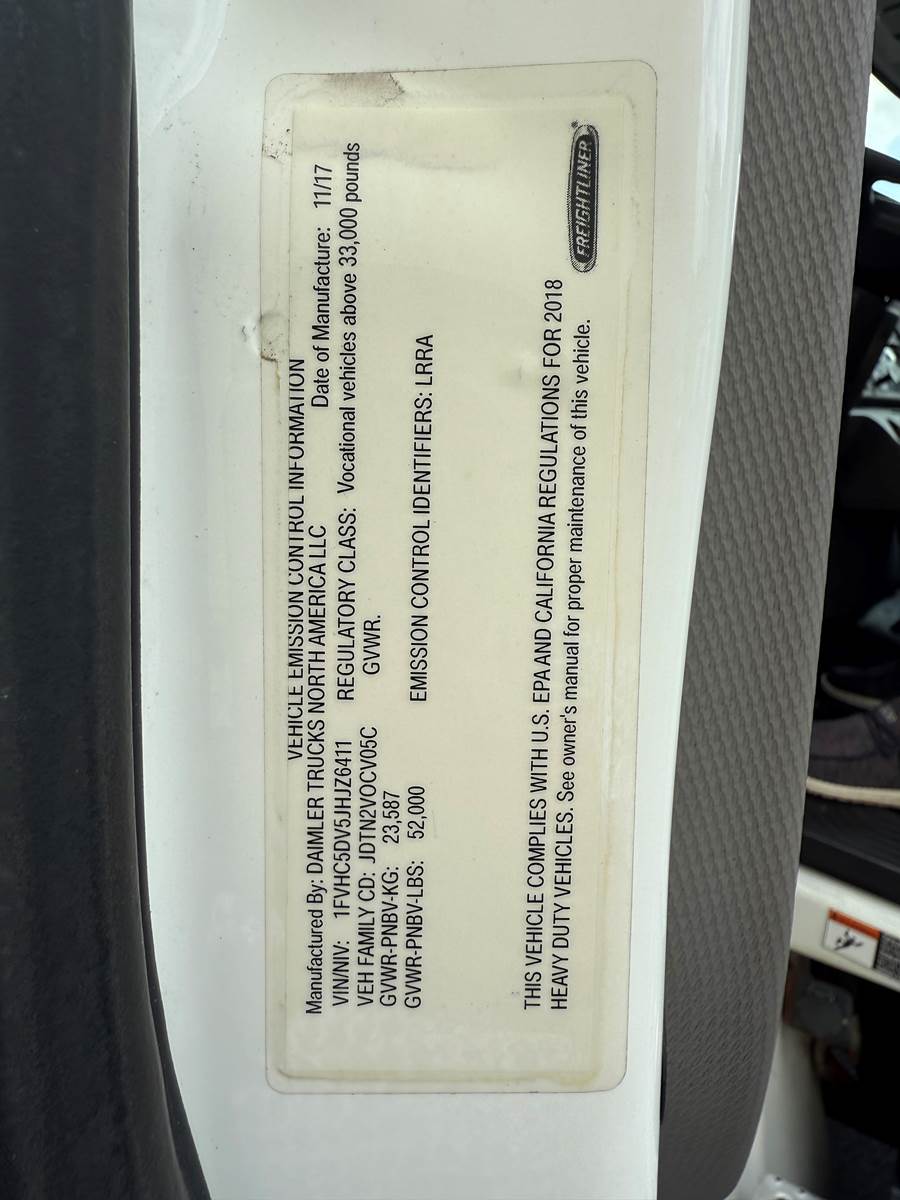 VEHICLE EMISSION CONTROL INFORMATION
Manufactured By: DAIMLER TRUCKS NORTH AMERICA LLC Date of Manufacture: 11/17
VIN/NIV: 1FVHC5DV5JHJZ6411 REGULATORY CLASS: Vocational vehicles above 33,000 pounds
VEH FAMILY CD: JDTN2VOCV05C GVWR.
GVWR-PNBV-KG: 23,587
GVWR-PNBV-LBS: 52,000 EMISSION CONTROL IDENTIFIERS: LRRA
THIS VEHICLE COMPLIES WITH U.S. EPA AND CALIFORNIA REGULATIONS FOR 2018
HEAVY DUTY VEHICLES. See owner's manual for proper maintenance of this vehicle.
FREIGHTLINER®